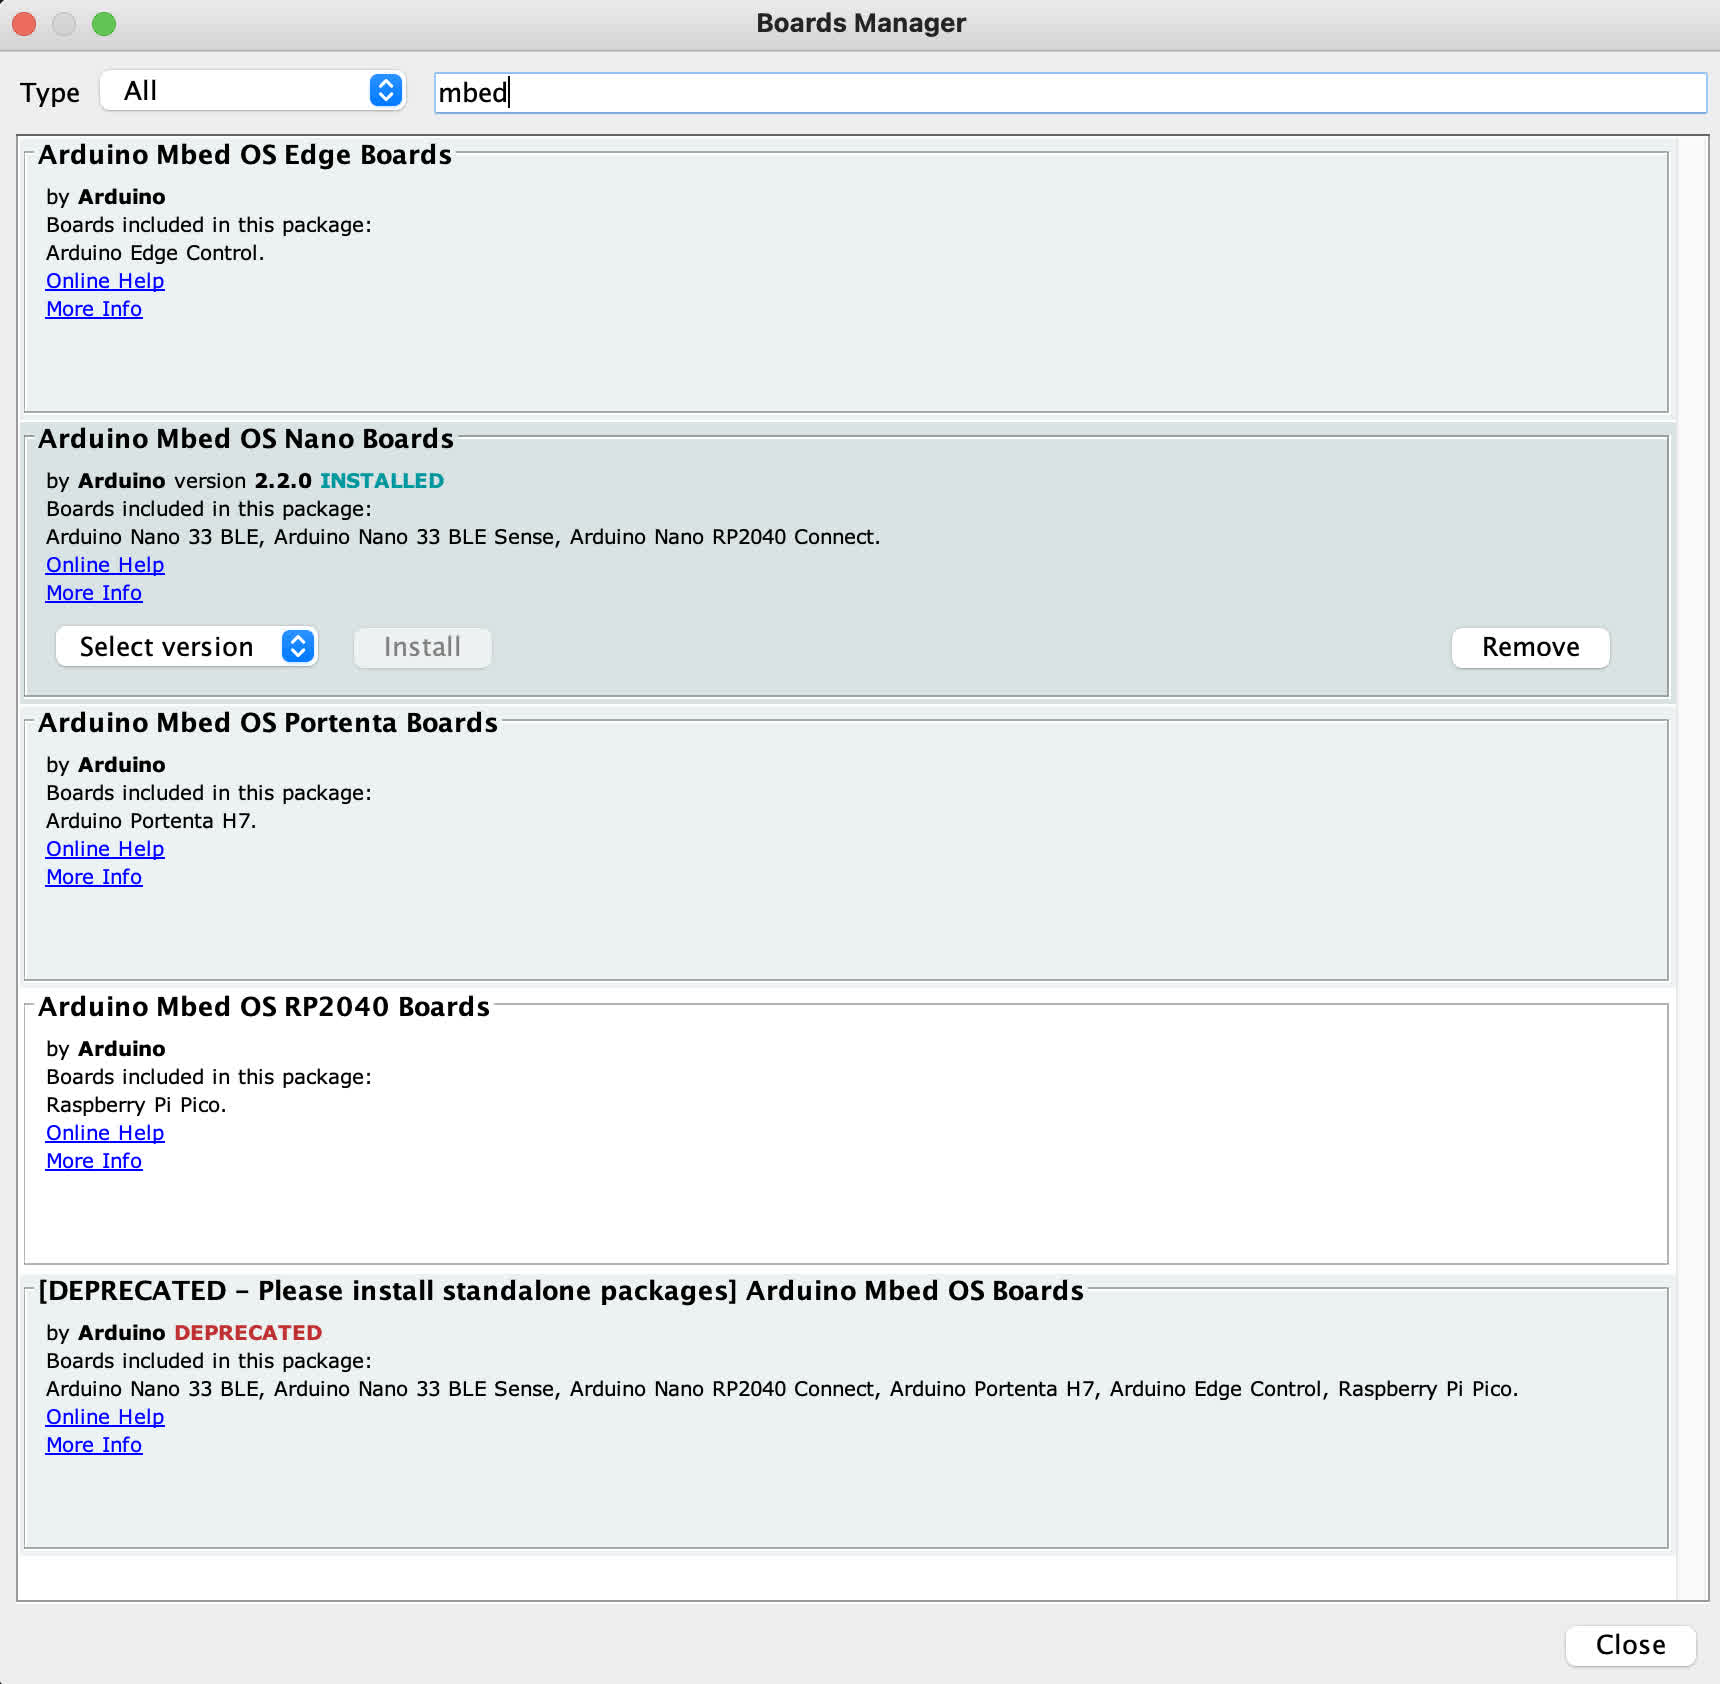 Boards Manager
Type All mbed
Arduino Mbed OS Edge Boards
by Arduino
Boards included in this package:
Arduino Edge Control.
Online Help
More Info
Arduino Mbed OS Nano Boards
by Arduino version 2.2.0 INSTALLED
Boards included in this package:
Arduino Nano 33 BLE, Arduino Nano 33 BLE Sense, Arduino Nano RP2040 Connect.
Online Help
More Info
Select version Install Remove
Arduino Mbed OS Portenta Boards
by Arduino
Boards included in this package:
Arduino Portenta H7.
Online Help
More Info
Arduino Mbed OS RP2040 Boards
by Arduino
Boards included in this package:
Raspberry Pi Pico.
Online Help
More Info
[DEPRECATED - Please install standalone packages] Arduino Mbed OS Boards
by Arduino DEPRECATED
Boards included in this package:
Arduino Nano 33 BLE, Arduino Nano 33 BLE Sense, Arduino Nano RP2040 Connect, Arduino Portenta H7, Arduino Edge Control, Raspberry Pi Pico.
Online Help
More Info
Close